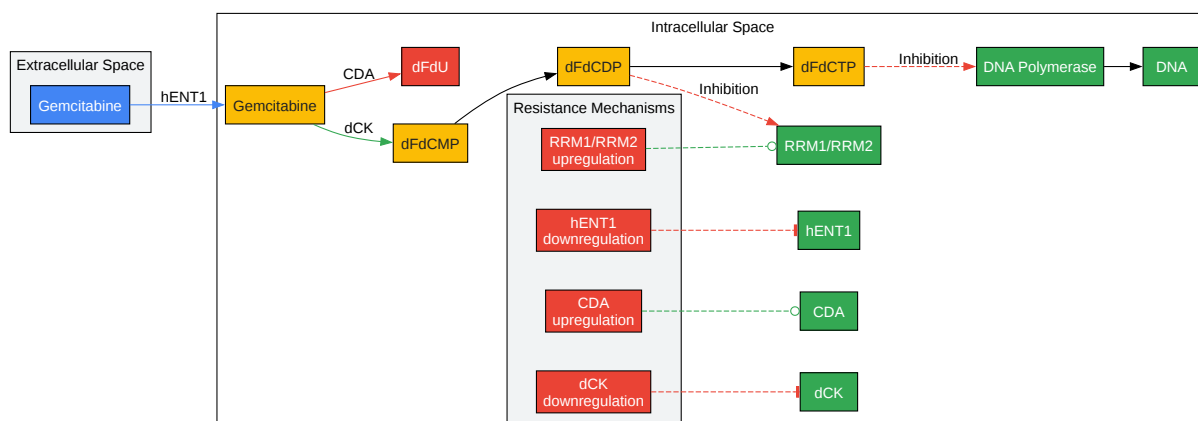 Intracellular Space
Extracellular Space
Gemcitabine
hENT1
Gemcitabine
CDA
dFdU
dCK
dFdCMP
dFdCDP
Inhibition
dFdCTP
Inhibition
DNA Polymerase
DNA
RRM1/RRM2
Resistance Mechanisms
RRM1/RRM2
upregulation
hENT1
downregulation
hENT1
CDA
upregulation
CDA
dCK
downregulation
dCK